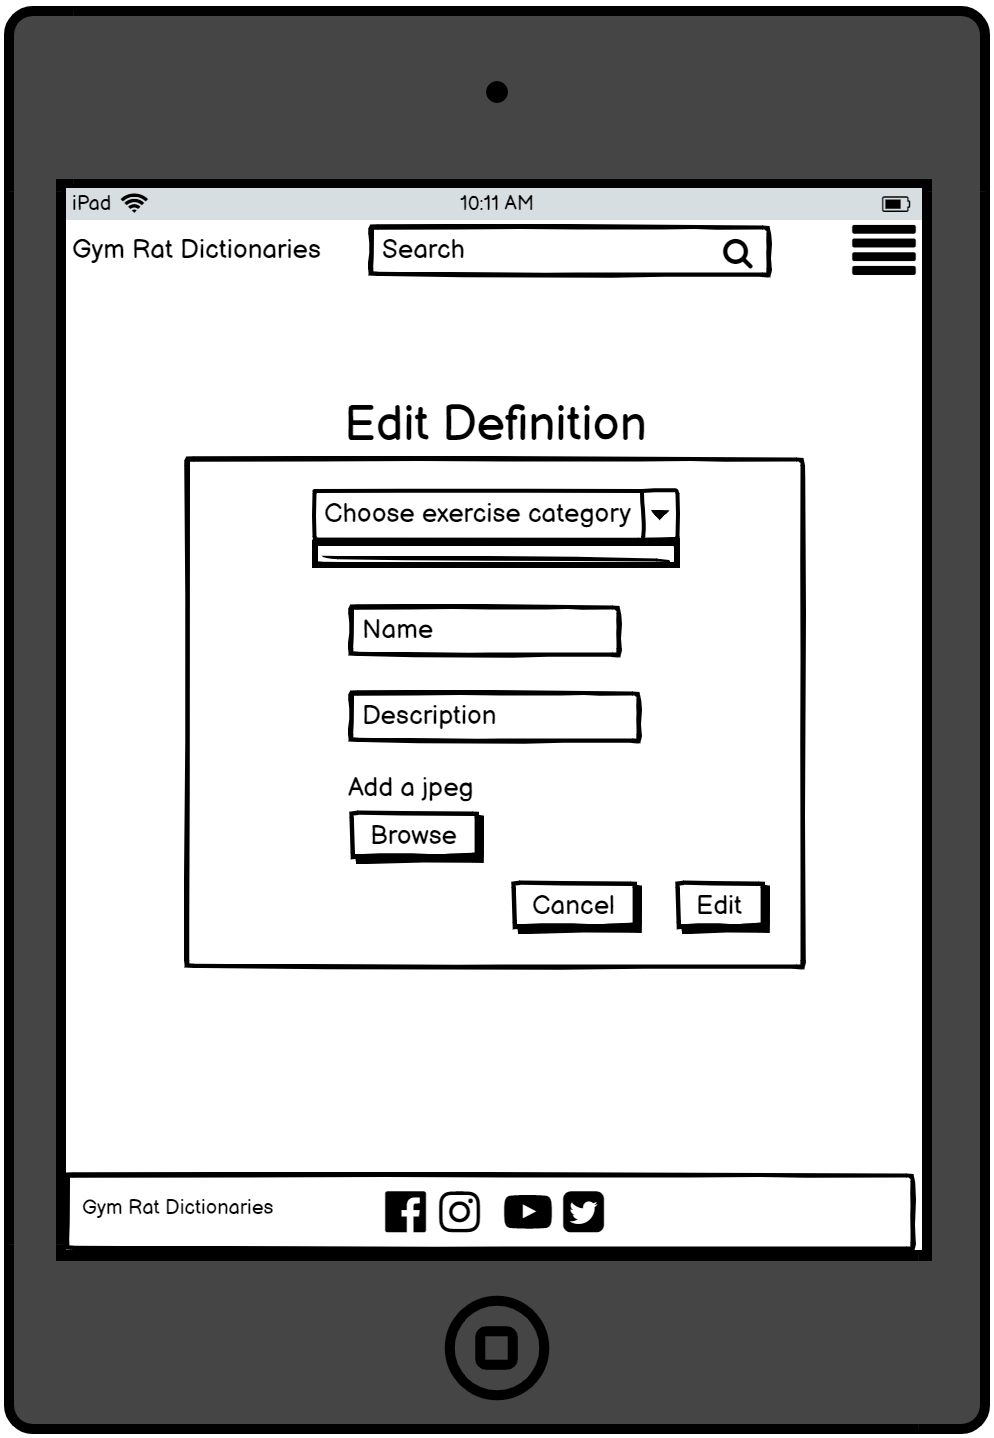 iPad 10:11 AM
Gym Rat Dictionaries Search
Edit Definition
Choose exercise category
Name
Description
Add a jpeg
Browse
Cancel Edit
Gym Rat Dictionaries